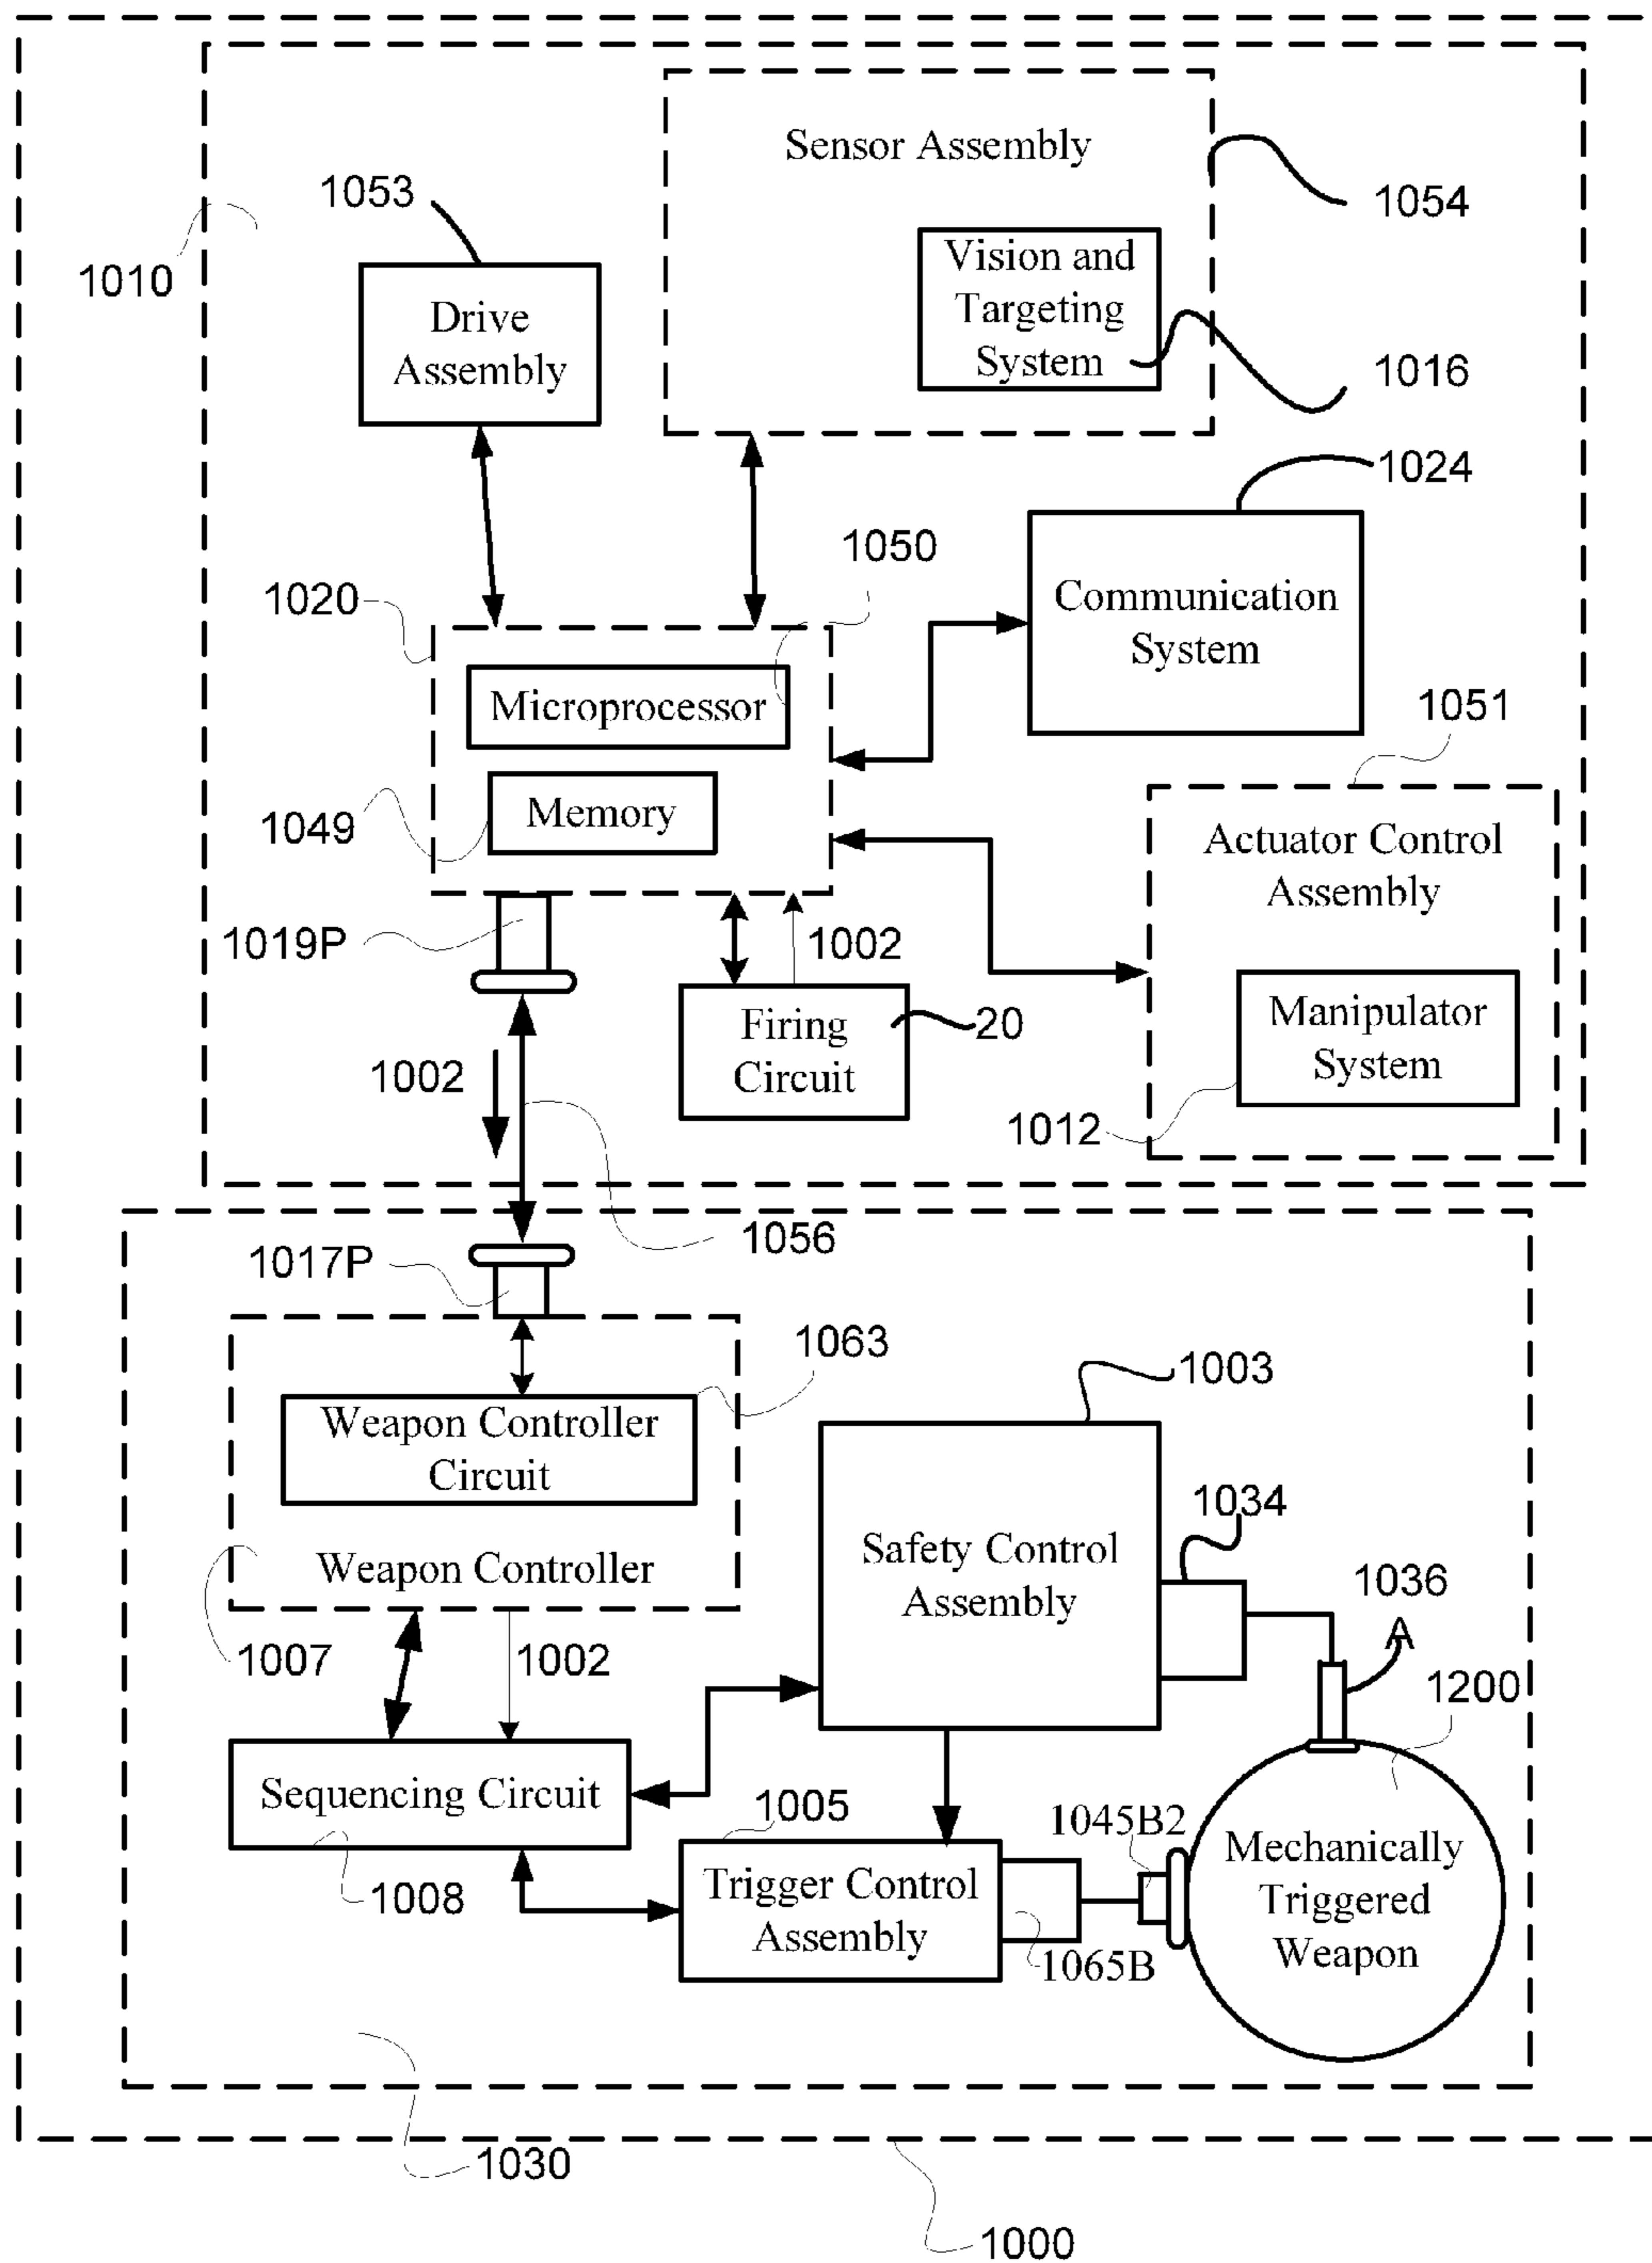 Sensor Assembly
1053
1054
1010
Vision and
Targeting
System
Drive
Assembly
1016
1024
1050
1020
Communication
System
Microprocessor
1051
1049
Memory
Actuator Control
Assembly
1019P
1002
Manipulator
System
Firing
Circuit
20
1002
1012
1056
1017P
1063
1003
Weapon Controller
Circuit
1034
Safety Control
Assembly
Weapon Controller
1036
A
1007
1002
1200
Sequencing Circuit
1005
1045B2
Mechanically
Triggered
Weapon
1008
Trigger Control
Assembly
1065B
1030
1000